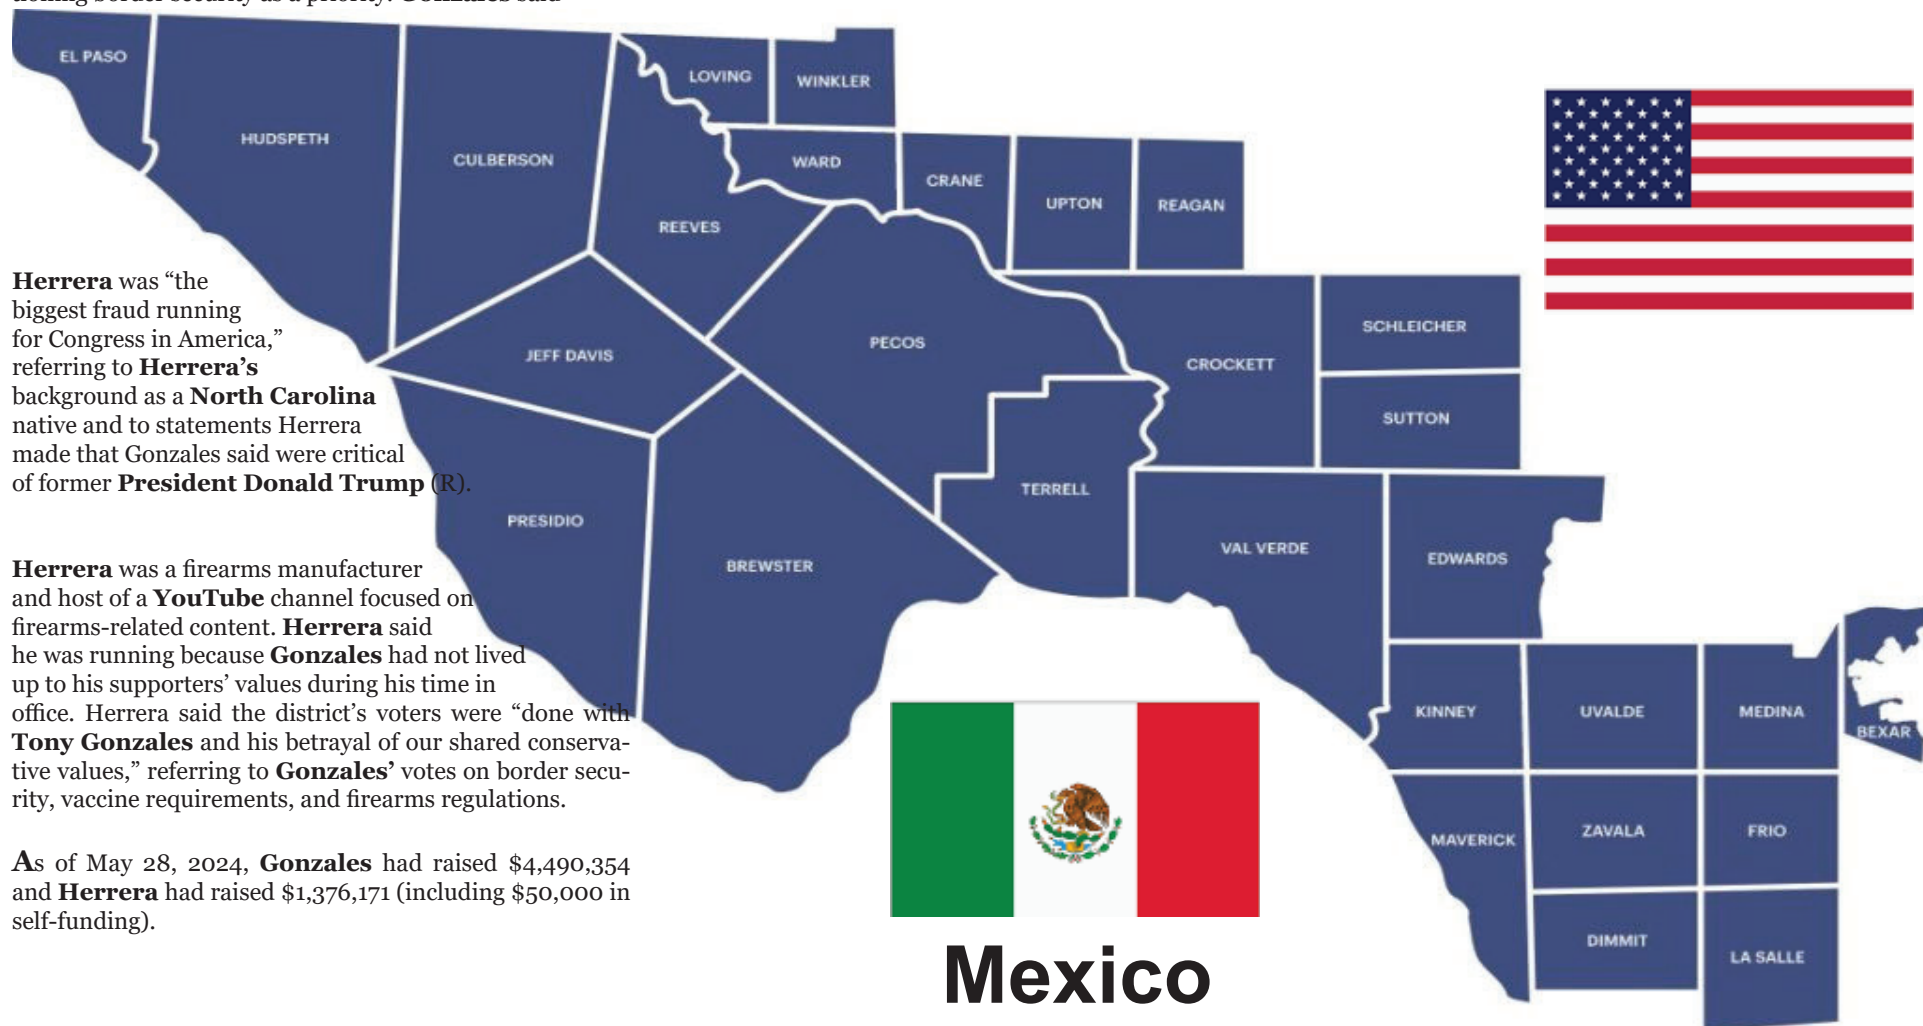 tioning border security as a priority. Gonzales said
EL PASO
HUDSPETH
CULBERSON
LOVING
WINKLER
REEVES
WARD
CRANE
UPTON
REAGAN
JEFF DAVIS
PECOS
CROCKETT
SCHLEICHER
SUTTON
PRESIDIO
BREWSTER
TERRELL
VAL VERDE
EDWARDS
KINNEY
UVALDE
MEDINA
BEXAR
MAVERICK
ZAVALA
FRIO
DIMMIT
LA SALLE
Herrera was “the
biggest fraud running
for Congress in America,”
referring to Herrera’s
background as a North Carolina
native and to statements Herrera
made that Gonzales said were critical
of former President Donald Trump (R).
Herrera was a firearms manufacturer
and host of a YouTube channel focused on
firearms-related content. Herrera said
he was running because Gonzales had not lived
up to his supporters’ values during his time in
office. Herrera said the district’s voters were “done with
Tony Gonzales and his betrayal of our shared conserva-
tive values,” referring to Gonzales’ votes on border secu-
rity, vaccine requirements, and firearms regulations.
As of May 28, 2024, Gonzales had raised $4,490,354
and Herrera had raised $1,376,171 (including $50,000 in
self-funding).
Mexico